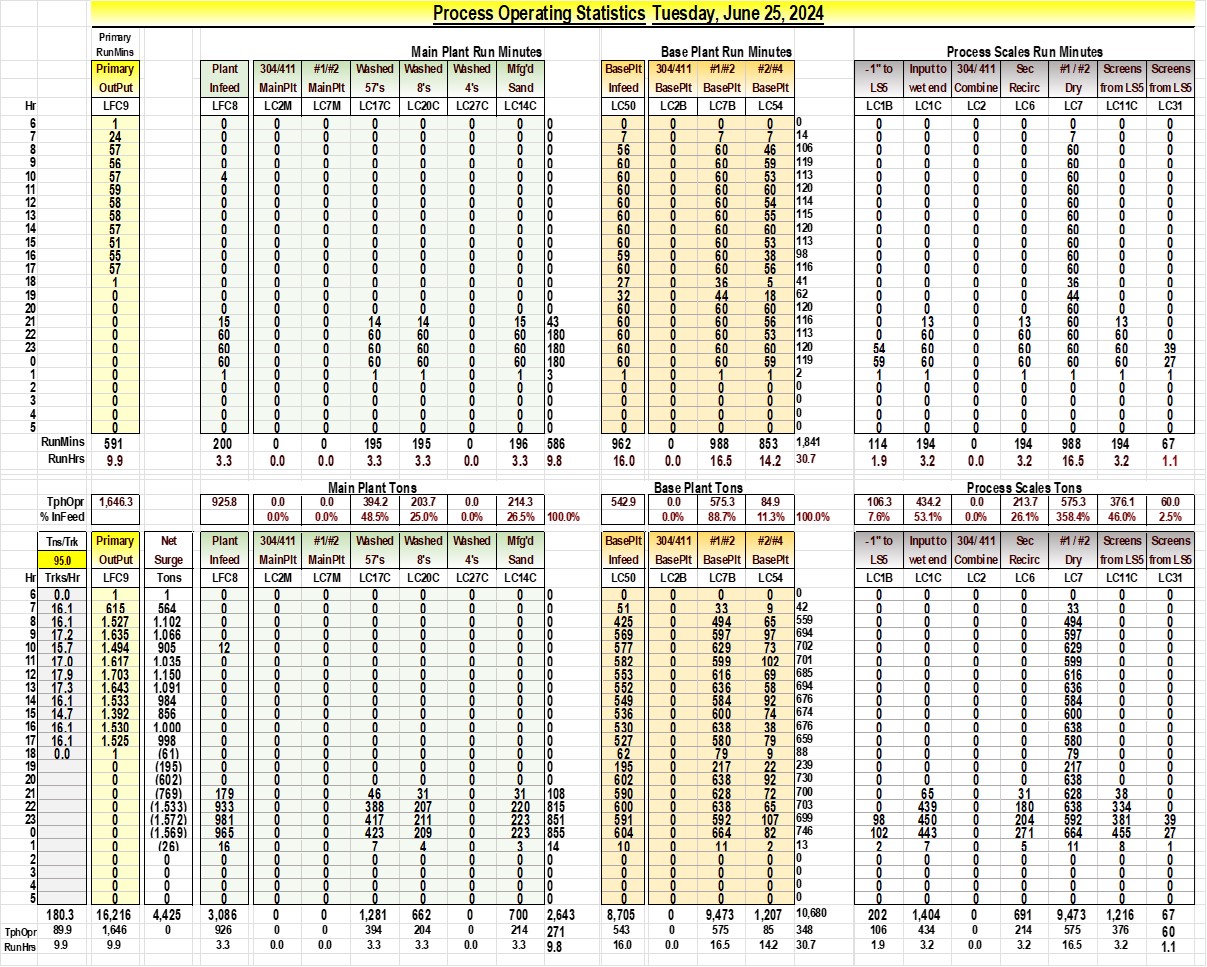 Process Operating Statistics Tuesday, June 25, 2024
Primary
RunMins Main Plant Run Minutes Base Plant Run Minutes Process Scales Run Minutes
Primary Plant 304/411 #1/#2 Washed Washed Washed Mfg'd BasePlt 304/411 #1/#2 #2/#4 -1" to Input to 304/ 411 Sec #1 / #2 Screens Screens
OutPut Infeed MainPlt MainPlt 57's 8's 4's Sand Infeed BasePlt BasePlt BasePlt LS5 wet end Combine Recirc Dry from LS5 from LS5
Hr LFC9 LFC8 LC2M LC7M LC17C LC20C LC27C LC14C LC50 LC2B LC7B LC54 LC1B LC1C LC2 LC6 LC7 LC11C LC31
6 1 0 0 0 0 0 0 0 0 0 0 0 0 0 0 0 0 0 0 0 0
7 24 0 0 0 0 0 0 0 0 7 0 7 7 14 0 0 0 0 7 0 0
8 57 0 0 0 0 0 0 0 0 56 0 60 46 106 0 0 0 0 60 0 0
9 56 0 0 0 0 0 0 0 0 60 0 60 59 119 0 0 0 0 60 0 0
10 57 4 0 0 0 0 0 0 0 60 0 60 53 113 0 0 0 0 60 0 0
11 59 0 0 0 0 0 0 0 0 60 0 60 60 120 0 0 0 0 60 0 0
12 58 0 0 0 0 0 0 0 0 60 0 60 54 114 0 0 0 0 60 0 0
13 58 0 0 0 0 0 0 0 0 60 0 60 55 115 0 0 0 0 60 0 0
14 57 0 0 0 0 0 0 0 0 60 0 60 60 120 0 0 0 0 60 0 0
15 51 0 0 0 0 0 0 0 0 60 0 60 53 113 0 0 0 0 60 0 0
16 55 0 0 0 0 0 0 0 0 59 0 60 38 98 0 0 0 0 60 0 0
17 57 0 0 0 0 0 0 0 0 60 0 60 56 116 0 0 0 0 60 0 0
18 1 0 0 0 0 0 0 0 0 27 0 36 5 41 0 0 0 0 36 0 0
19 0 0 0 0 0 0 0 0 0 32 0 44 18 62 0 0 0 0 44 0 0
20 0 0 0 0 0 0 0 0 0 60 0 60 60 120 0 0 0 0 60 0 0
21 0 15 0 0 14 14 0 15 43 60 0 60 56 116 0 13 0 13 60 13 0
22 0 60 0 0 60 60 0 60 180 60 0 60 53 113 0 60 0 60 60 60 0
23 0 60 0 0 60 60 0 60 180 60 0 60 60 120 54 60 0 60 60 60 39
0 0 60 0 0 60 60 0 60 180 60 0 60 59 119 59 60 0 60 60 60 27
1 0 1 0 0 1 1 0 1 3 1 0 1 1 2 1 1 0 1 1 1 1
2 0 0 0 0 0 0 0 0 0 0 0 0 0 0 0 0 0 0 0 0 0
3 0 0 0 0 0 0 0 0 0 0 0 0 0 0 0 0 0 0 0 0 0
4 0 0 0 0 0 0 0 0 0 0 0 0 0 0 0 0 0 0 0 0 0
5 0 0 0 0 0 0 0 0 0 0 0 0 0 0 0 0 0 0 0 0 0
RunMins 591 200 0 0 195 195 0 196 586 962 0 988 853 1,841 114 194 0 194 988 194 67
RunHrs 9.9 3.3 0.0 0.0 3.3 3.3 0.0 3.3 9.8 16.0 0.0 16.5 14.2 30.7 1.9 3.2 0.0 3.2 16.5 3.2 1.1
Main Plant Tons Base Plant Tons Process Scales Tons
TphOpr 1,646.3 925.8 0.0 0.0 394.2 203.7 0.0 214.3 542.9 0.0 575.3 84.9 106.3 434.2 0.0 213.7 575.3 376.1 60.0
% InFeed 0.0% 0.0% 48.5% 25.0% 0.0% 26.5% 100.0% 0.0% 88.7% 11.3% 100.0% 7.6% 53.1% 0.0% 26.1% 358.4% 46.0% 2.5%
Tns/Trk Primary Net Plant 304/411 #1/#2 Washed Washed Washed Mfg'd BasePlt 304/411 #1/#2 #2/#4 -1" to Input to 304/ 411 Sec #1 / #2 Screens Screens
95.0 OutPut Surge Infeed MainPlt MainPlt 57's 8's 4's Sand Infeed BasePlt BasePlt BasePlt LS5 wet end Combine Recirc Dry from LS5 from LS5
Hr Trks/Hr LFC9 Tons LFC8 LC2M LC7M LC17C LC20C LC27C LC14C LC50 LC2B LC7B LC54 LC1B LC1C LC2 LC6 LC7 LC11C LC31
6 0.0 1 1 0 0 0 0 0 0 0 0 0 0 0 0 0 0 0 0 0 0 0 0
7 16.1 615 564 0 0 0 0 0 0 0 0 51 0 33 9 42 0 0 0 0 33 0 0
8 16.1 1,527 1,102 0 0 0 0 0 0 0 0 425 0 494 65 559 0 0 0 0 494 0 0
9 17.2 1,635 1,066 0 0 0 0 0 0 0 0 569 0 597 97 694 0 0 0 0 597 0 0
10 15.7 1,494 905 12 0 0 0 0 0 0 0 577 0 629 73 702 0 0 0 0 629 0 0
11 17.0 1,617 1,035 0 0 0 0 0 0 0 0 582 0 599 102 701 0 0 0 0 599 0 0
12 17.9 1,703 1,150 0 0 0 0 0 0 0 0 553 0 616 69 685 0 0 0 0 616 0 0
13 17.3 1,643 1,091 0 0 0 0 0 0 0 0 552 0 636 58 694 0 0 0 0 636 0 0
14 16.1 1,533 984 0 0 0 0 0 0 0 0 549 0 584 92 676 0 0 0 0 584 0 0
15 14.7 1,392 856 0 0 0 0 0 0 0 0 536 0 600 74 674 0 0 0 0 600 0 0
16 16.1 1,530 1,000 0 0 0 0 0 0 0 0 530 0 638 38 676 0 0 0 0 638 0 0
17 16.1 1,525 998 0 0 0 0 0 0 0 0 527 0 580 79 659 0 0 0 0 580 0 0
18 0.0 1 (61) 0 0 0 0 0 0 0 0 62 0 79 9 88 0 0 0 0 79 0 0
19 0 (195) 0 0 0 0 0 0 0 0 195 0 217 22 239 0 0 0 0 217 0 0
20 0 (602) 0 0 0 0 0 0 0 0 602 0 638 92 730 0 0 0 0 638 0 0
21 0 (769) 179 0 0 46 31 0 31 108 590 0 628 72 700 0 65 0 31 628 38 0
22 0 (1,533) 933 0 0 388 207 0 220 815 600 0 638 65 703 0 439 0 180 638 334 0
23 0 (1,572) 981 0 0 417 211 0 223 851 591 0 592 107 699 98 450 0 204 592 381 39
0 0 (1,569) 965 0 0 423 209 0 223 855 604 0 664 82 746 102 443 0 271 664 455 27
1 0 (26) 16 0 0 7 4 0 3 14 10 0 11 2 13 2 7 0 5 11 8 1
2 0 0 0 0 0 0 0 0 0 0 0 0 0 0 0 0 0 0 0 0 0 0
3 0 0 0 0 0 0 0 0 0 0 0 0 0 0 0 0 0 0 0 0 0 0
4 0 0 0 0 0 0 0 0 0 0 0 0 0 0 0 0 0 0 0 0 0 0
5 0 0 0 0 0 0 0 0 0 0 0 0 0 0 0 0 0 0 0 0 0 0
180.3 16,216 4,425 3,086 0 0 1,281 662 0 700 2,643 8,705 0 9,473 1,207 10,680 202 1,404 0 691 9,473 1,216 67
TphOpr 89.9 1,646 0 926 0 0 394 204 0 214 271 543 0 575 85 348 106 434 0 214 575 376 60
RunHrs 9.9 9.9 3.3 0.0 0.0 3.3 3.3 0.0 3.3 9.8 16.0 0.0 16.5 14.2 30.7 1.9 3.2 0.0 3.2 16.5 3.2 1.1